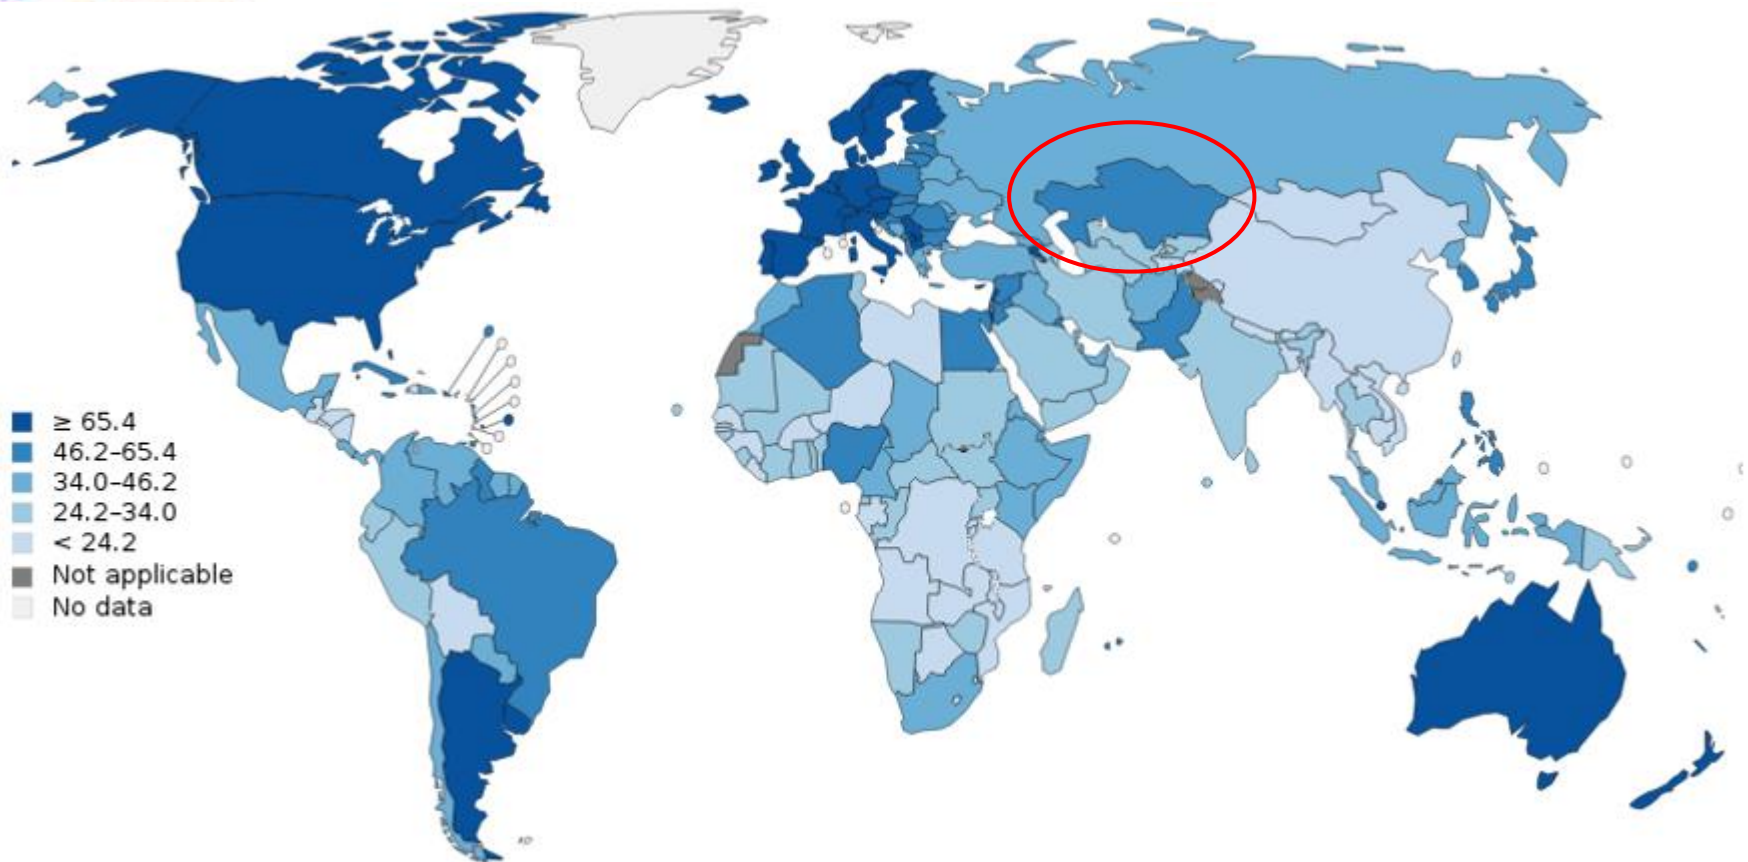 ≥ 65.4
46.2–65.4
34.0–46.2
24.2–34.0
< 24.2
Not applicable
No data